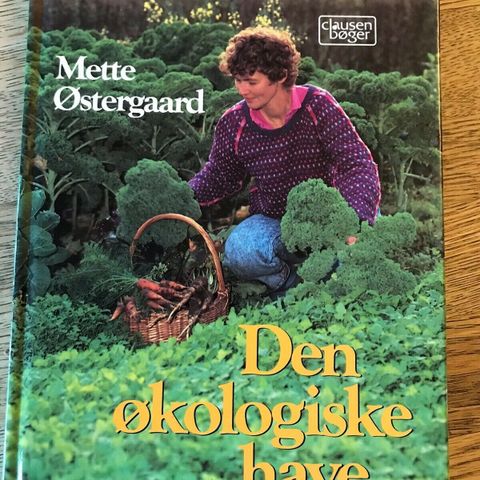 clausen
bøger
Mette
Østergaard
Den
økologiske
have